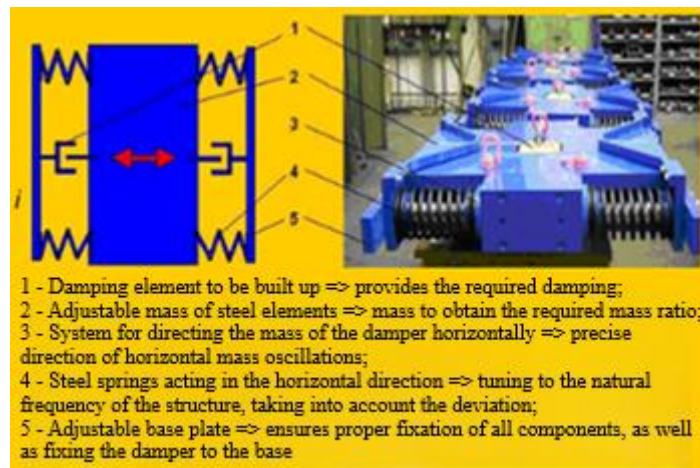 1
2
3
4
i
5
1 - Damping element to be built up => provides the required damping;
2 - Adjustable mass of steel elements => mass to obtain the required mass ratio;
3 - System for directing the mass of the damper horizontally => precise
direction of horizontal mass oscillations;
4 - Steel springs acting in the horizontal direction => tuning to the natural
frequency of the structure, taking into account the deviation;
5 - Adjustable base plate => ensures proper fixation of all components, as well
as fixing the damper to the base